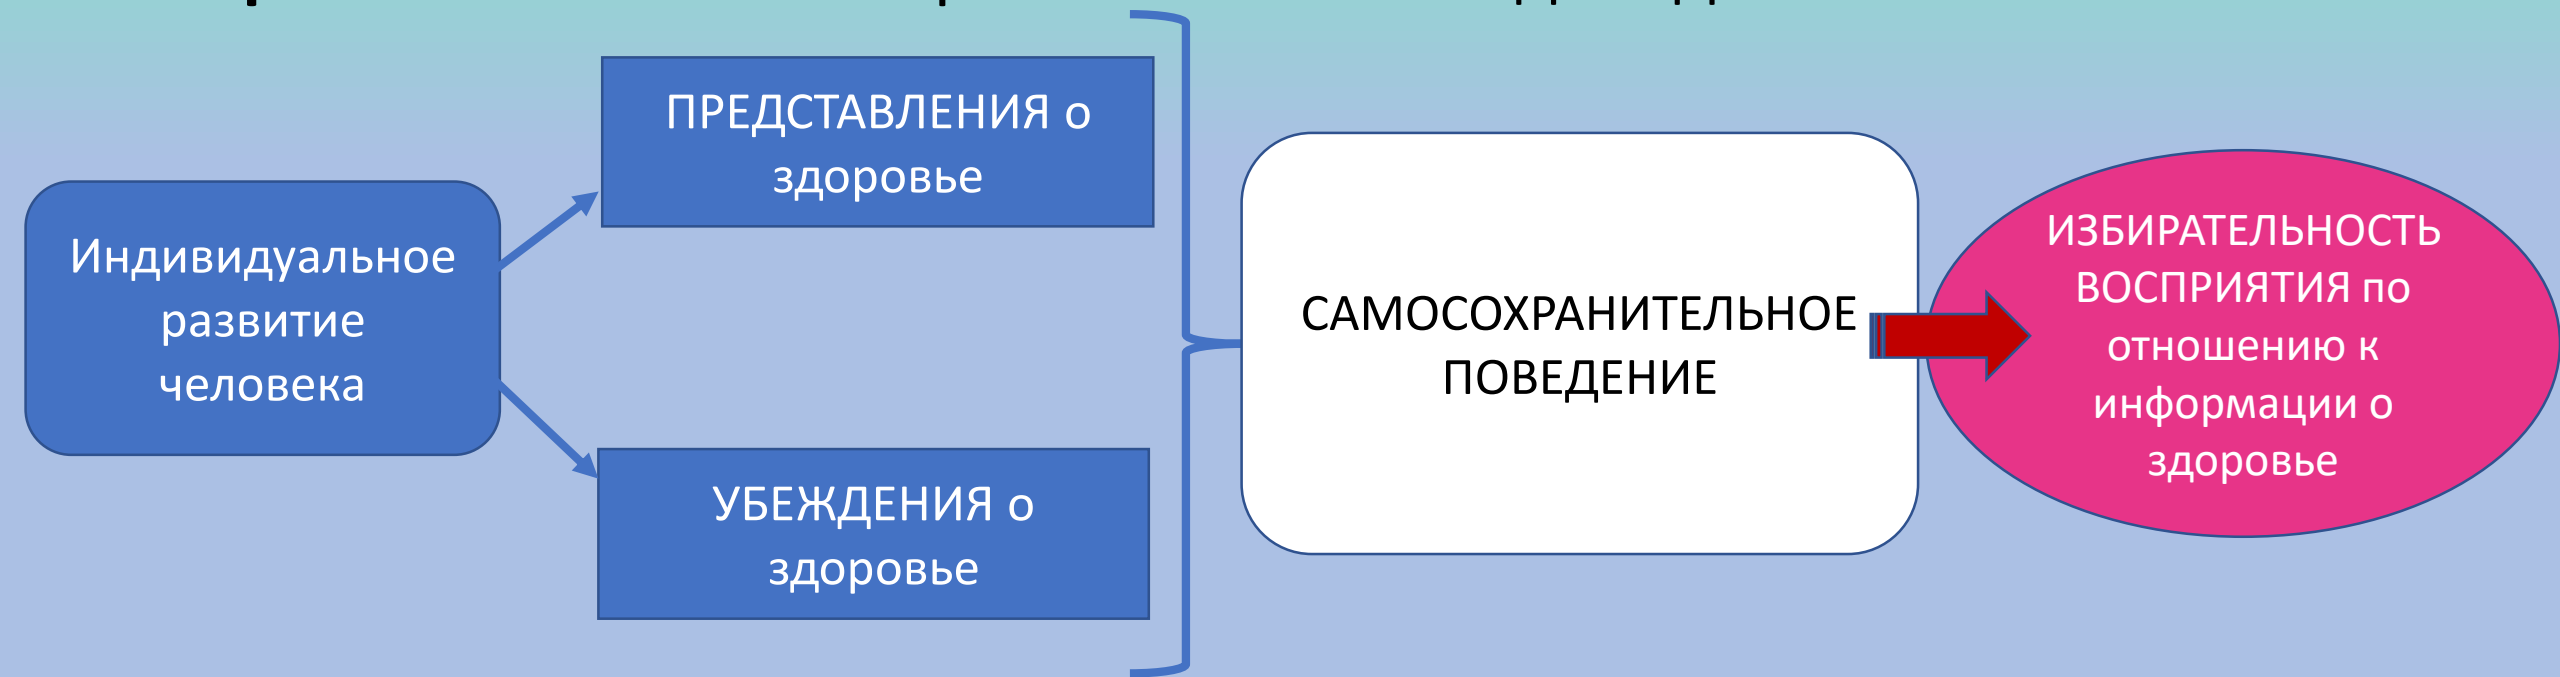 Индивидуальное
развитие
человека
ПРЕДСТАВЛЕНИЯ о
здоровье
УБЕЖДЕНИЯ о
здоровье
САМОСОХРАНИТЕЛЬНОЕ
ПОВЕДЕНИЕ
ИЗБИРАТЕЛЬНОСТЬ
ВОСПРИЯТИЯ по
отношению к
информации о
здоровье